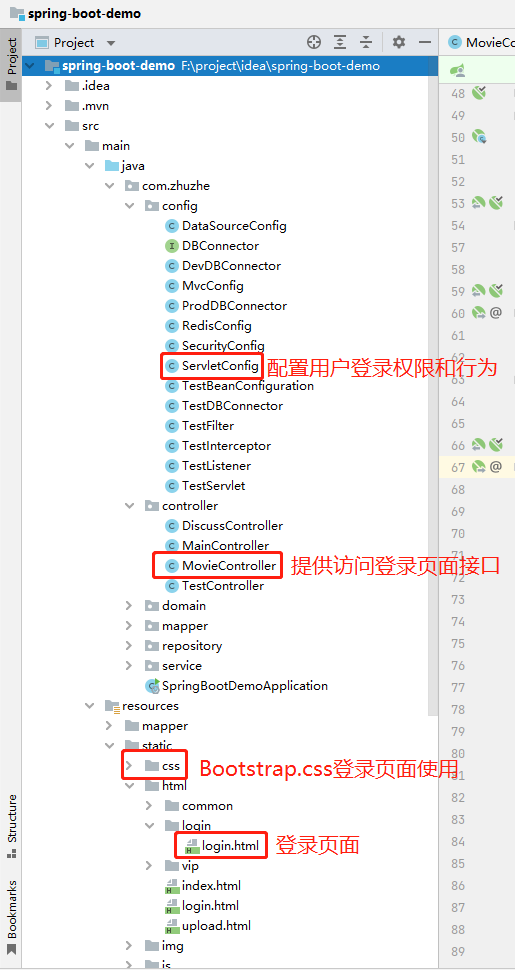 spring-boot-demo
Project
Project
MovieCo
spring-boot-demo F:\project\idea\spring-boot-demo
.idea
.mvn
src
main
java
com.zhuzhe
config
DataSourceConfig
DBConnector
DevDBConnector
MvcConfig
ProdDBConnector
RedisConfig
SecurityConfig
ServletConfig 配置用户登录权限和行为
TestBeanConfiguration
TestDBConnector
TestFilter
TestInterceptor
TestListener
TestServlet
controller
DiscussController
MainController
MovieController 提供访问登录页面接口
TestController
domain
mapper
repository
service
SpringBootDemoApplication
resources
mapper
static
css Bootstrap.css登录页面使用
html
common
login
login.html 登录页面
vip
index.html
login.html
upload.html
img
js
Structure
Bookmarks
48
49
50
51
52
53
54
57
58
59
60
61
62
63
64
65
66
67
68
69
70
71
72
73
74
75
76
77
78
79
80
81
82
83
84
85
86
87
88
89